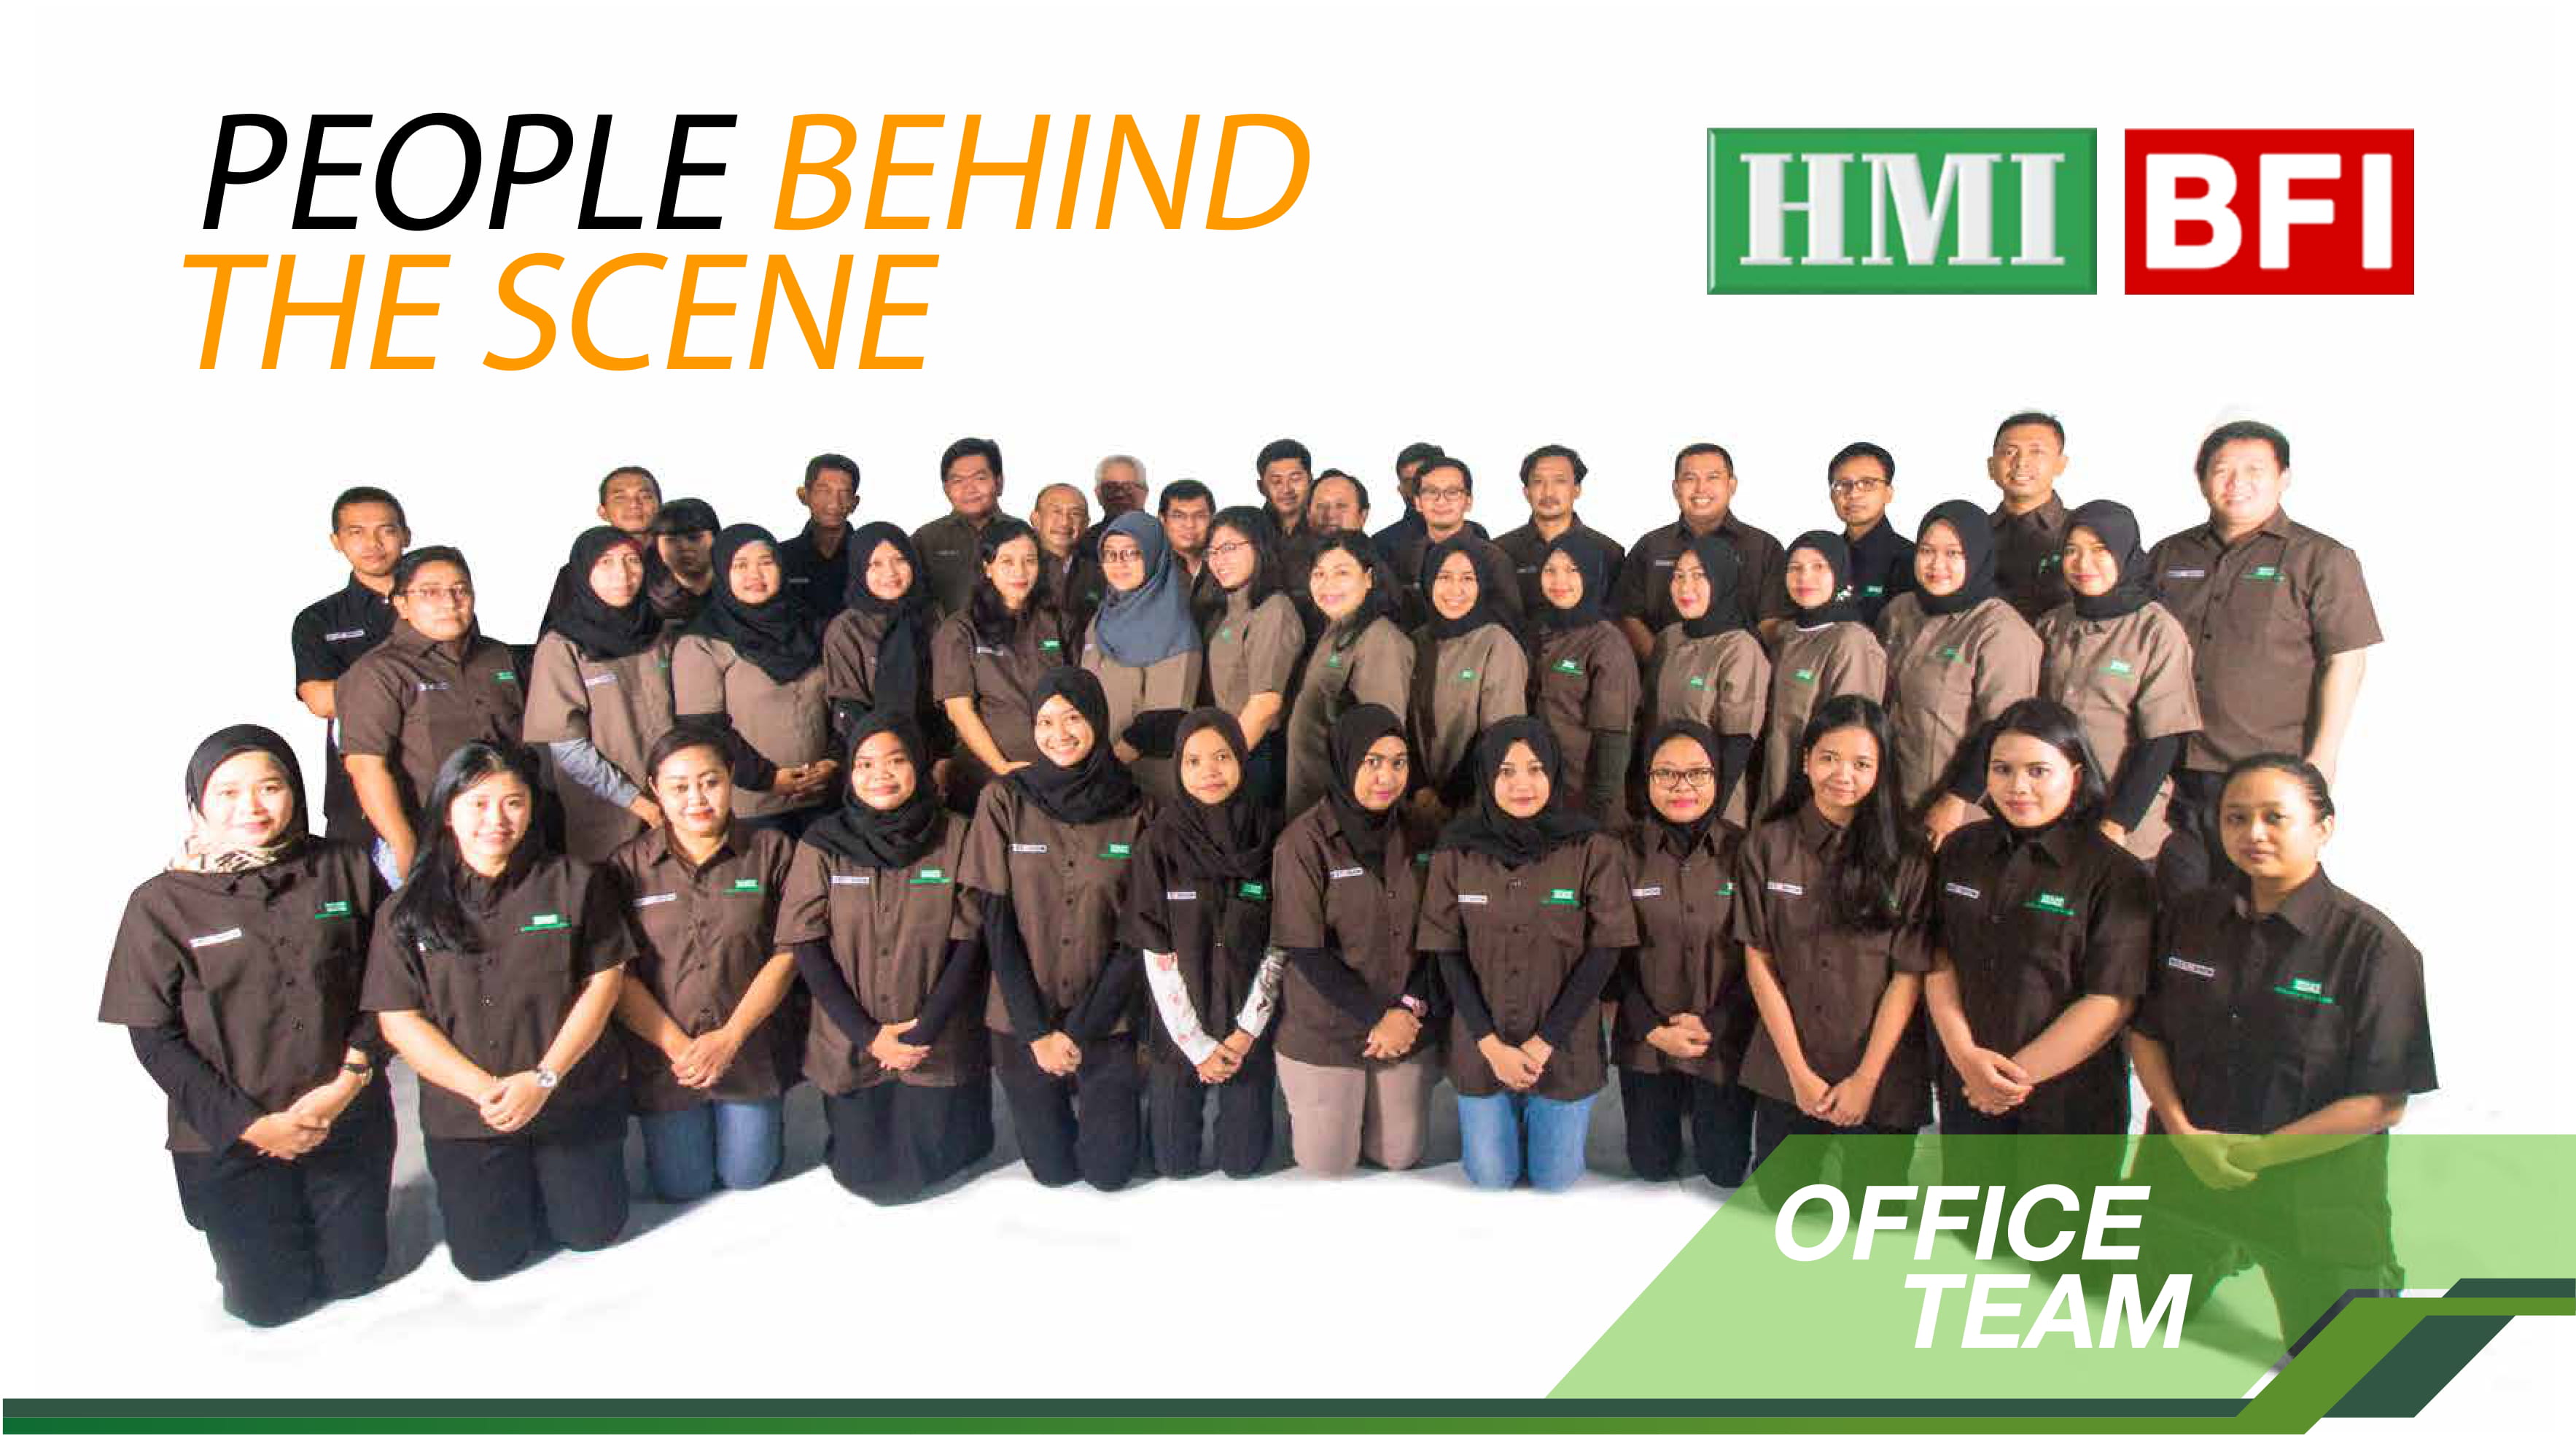 PEOPLE BEHIND
THE SCENE
HMI
BFI
OFFICE
TEAM